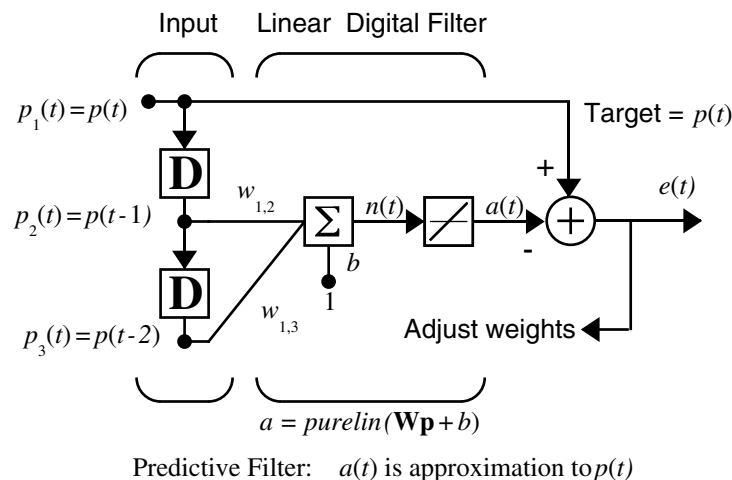 Input Linear Digital Filter
p1(t) = p(t)
Target = p(t)
D
+
e(t)
w1,2
n(t) a(t)
p2(t) = p(t - 1)
Σ
+
-
b
D
1
w1,3
Adjust weights
p3(t) = p(t - 2)
a = purelin(Wp + b)
Predictive Filter: a(t) is approximation to p(t)